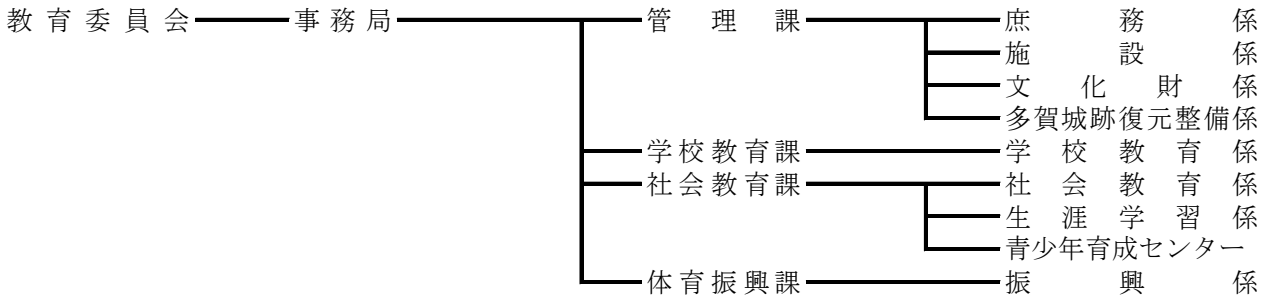 教育委員会 事務局 管理課 庶務係
施設係
文化財係
多賀城跡復元整備係
学校教育課 学校教育係
社会教育課 社会教育係
生涯学習係
青少年育成センター
体育振興課 振興係